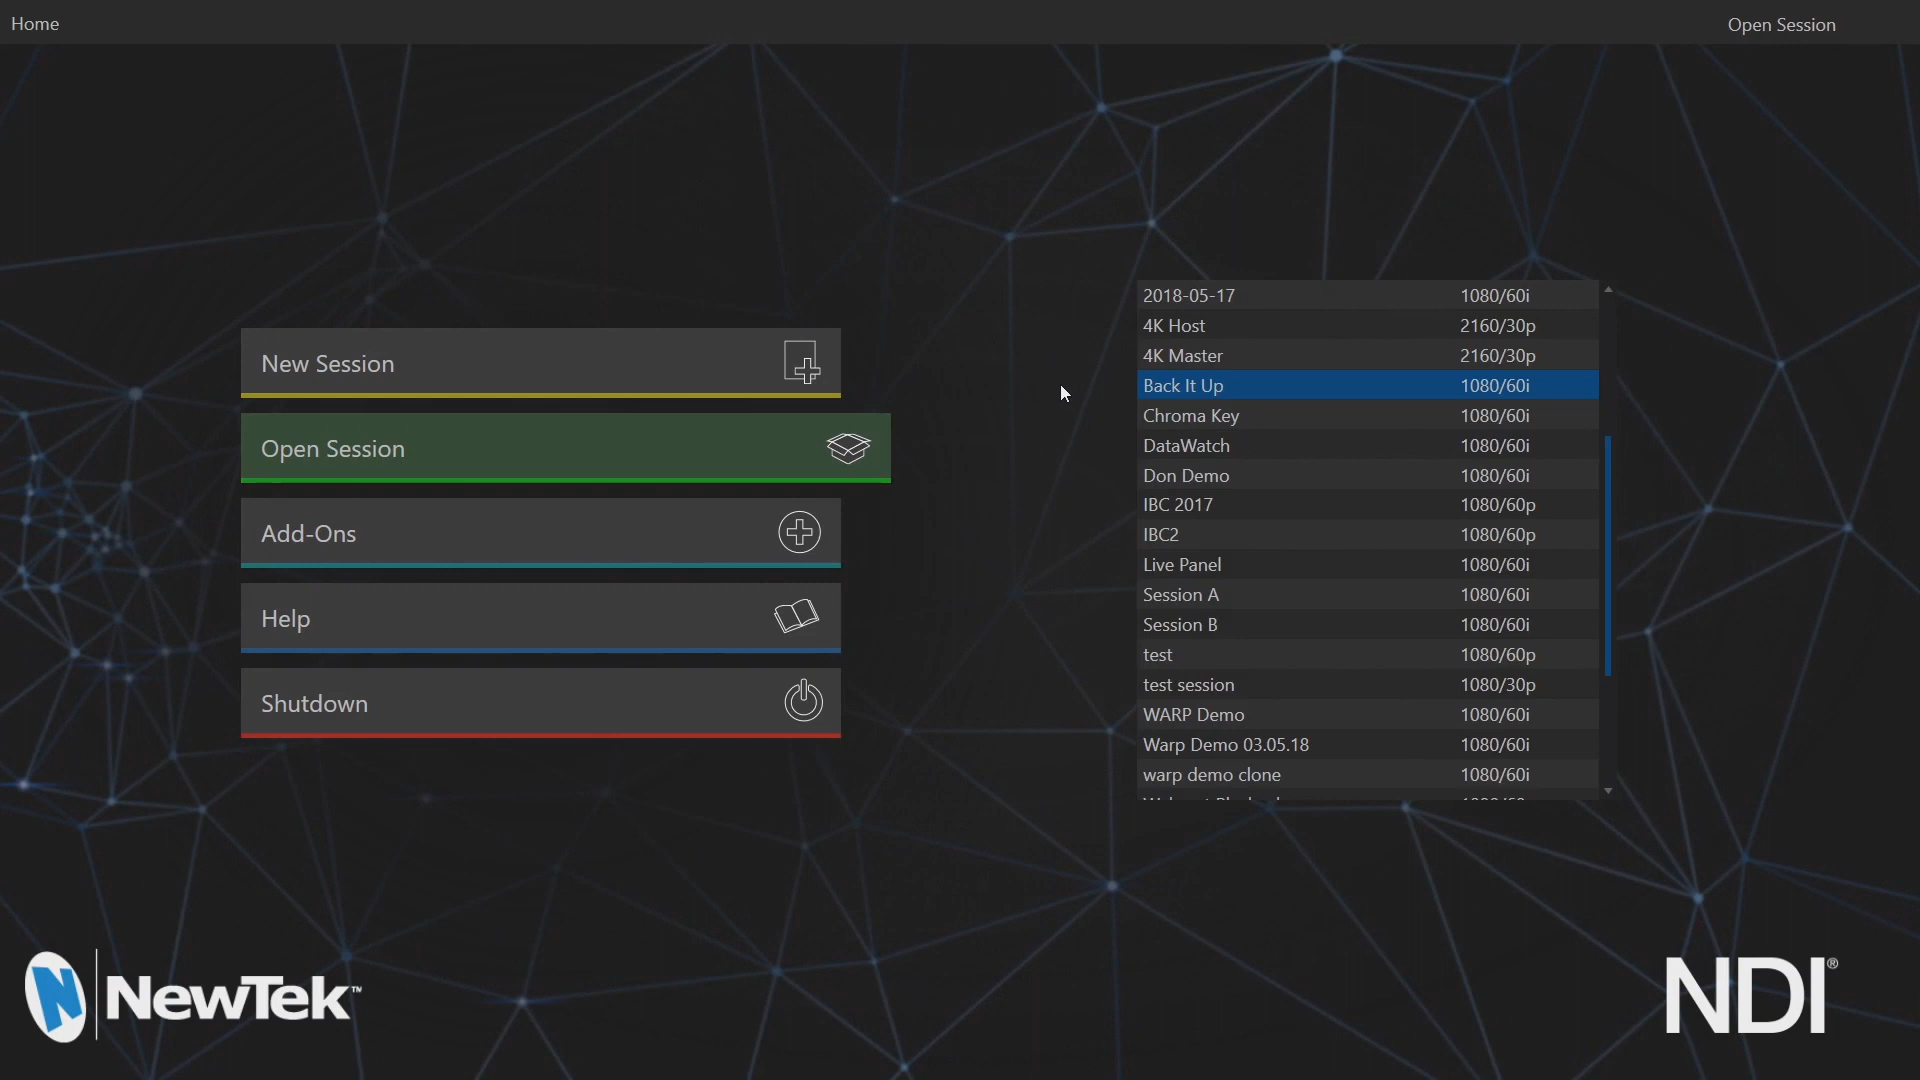 Home
Open Session
New Session
Open Session
Add-Ons
Help
Shutdown
2018-05-17 1080/60i
4K Host 2160/30p
4K Master 2160/30p
Back It Up 1080/60i
Chroma Key 1080/60i
DataWatch 1080/60i
Don Demo 1080/60i
IBC 2017 1080/60p
IBC2 1080/60p
Live Panel 1080/60i
Session A 1080/60i
Session B 1080/60i
test 1080/60p
test session 1080/30p
WARP Demo 1080/60i
Warp Demo 03.05.18 1080/60i
warp demo clone 1080/60i
N NewTek™
NDI®